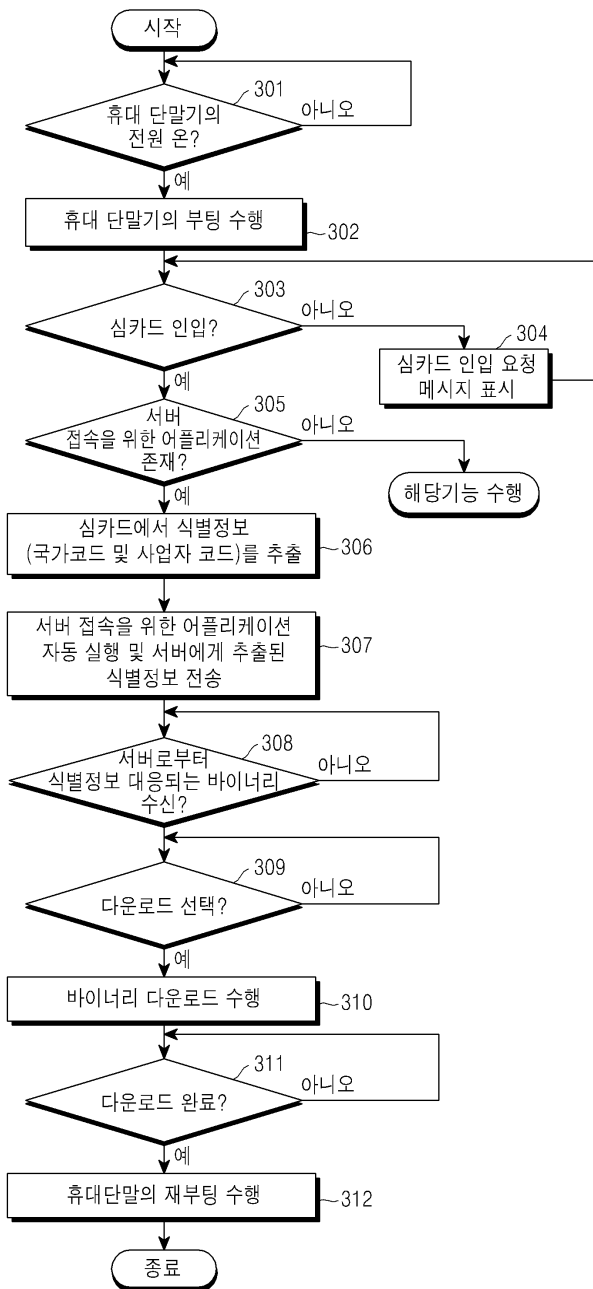 시작
301
휴대 단말기의
전원 온?
아니오
예
휴대 단말기의 부팅 수행
302
303
심카드 인입?
아니오
304
심카드 인입 요청
메시지 표시
예
305
서버
접속을 위한 어플리케이션
존재?
아니오
해당기능 수행
예
심카드에서 식별정보
(국가코드 및 사업자 코드)를 추출
306
서버 접속을 위한 어플리케이션
자동 실행 및 서버에게 추출된
식별정보 전송
307
308
서버로부터
식별정보 대응되는 바이너리
수신?
아니오
309
다운로드 선택?
아니오
예
바이너리 다운로드 수행
310
311
다운로드 완료?
아니오
예
휴대단말의 재부팅 수행
312
종료